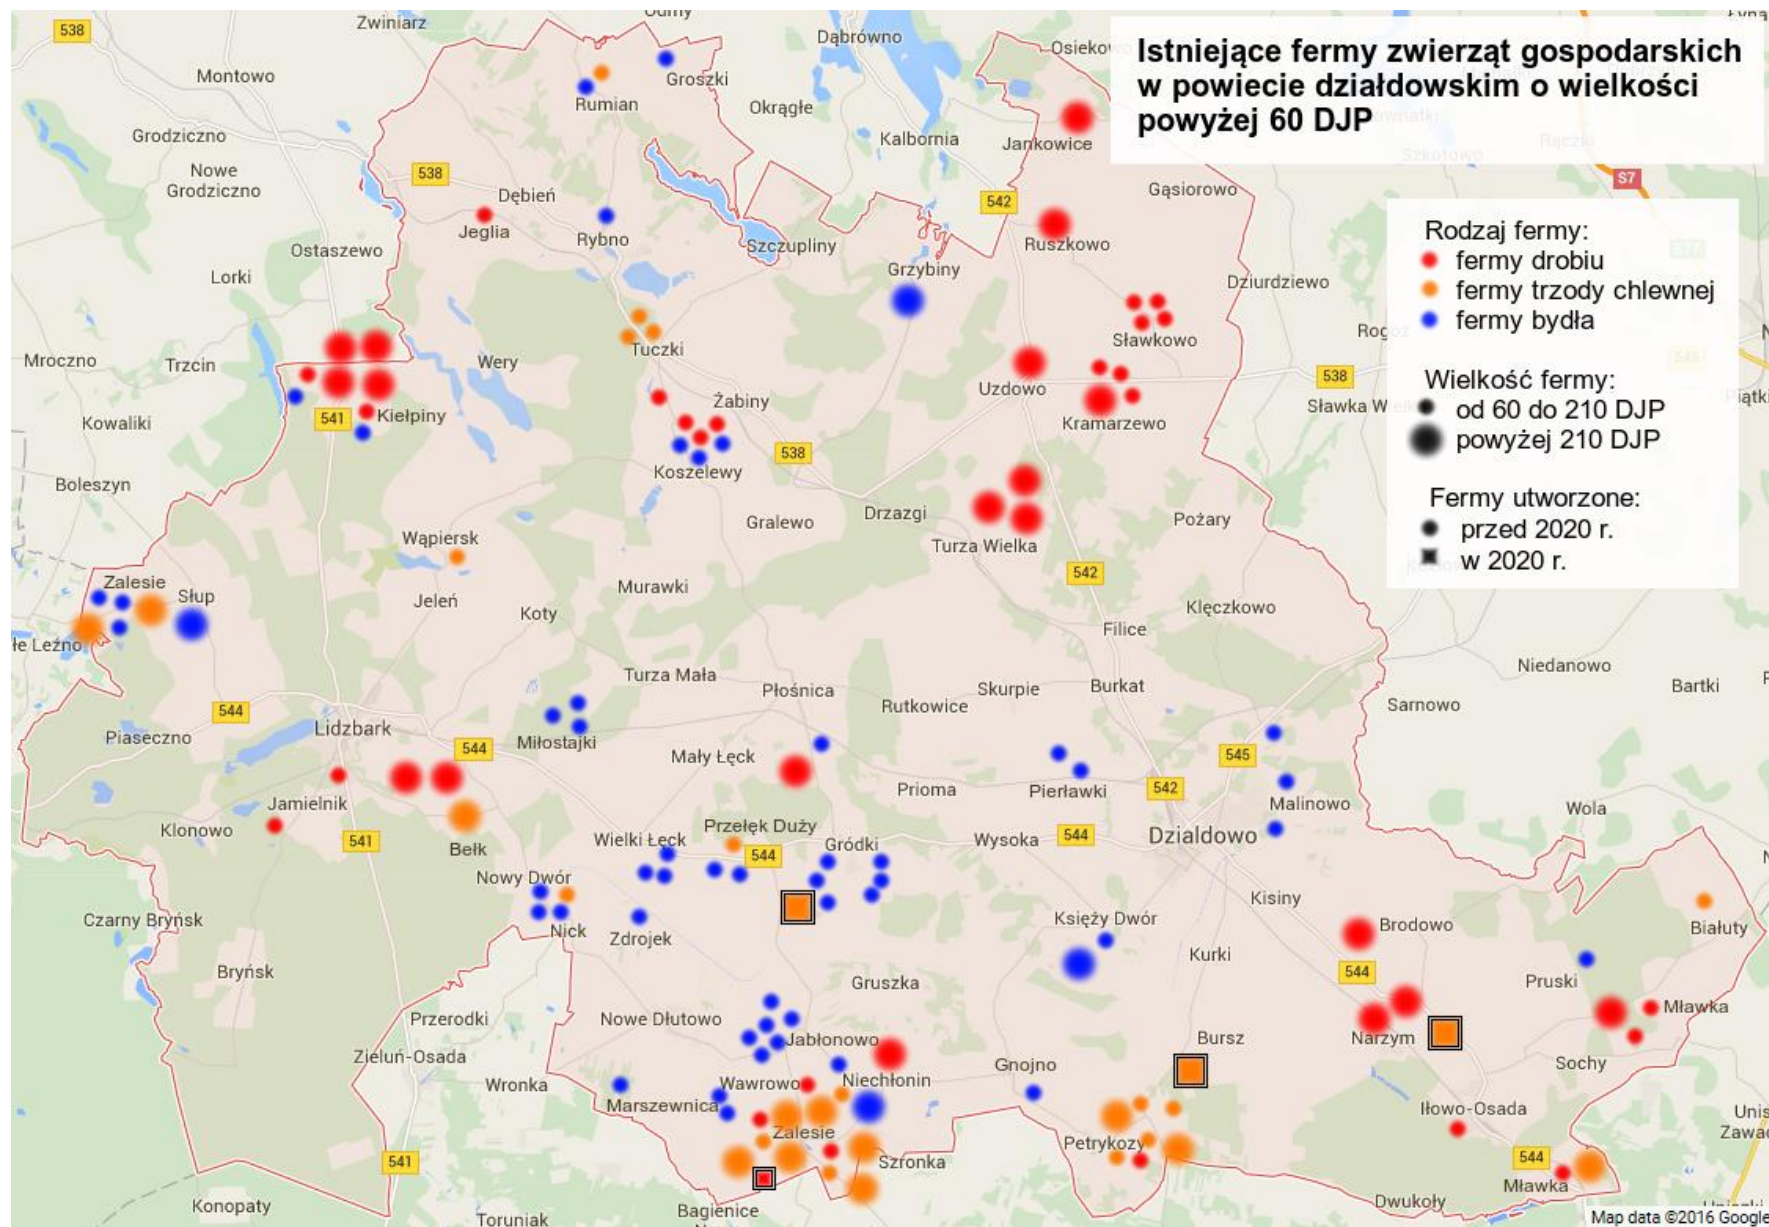 Istniejące fermy zwierząt gospodarskich
w powiecie działdowskim o wielkości
powyżej 60 DJP
Rodzaj fermy:
fermy drobiu
fermy trzody chlewnej
fermy bydła
Wielkość fermy:
od 60 do 210 DJP
powyżej 210 DJP
Fermy utworzone:
przed 2020 r.
w 2020 r.
538
Zwiniarz
Dąbrówno
Montowo
Groszki
Rumian
Okrągłe
Kalbornia
Jankowice
Grodziczno
Nowe
Grodziczno
538
Dębień
542
Gąsiorowo
S7
Jeglia
Rybno
Szczupliny
Ruszkowo
Ostaszewo
Lorki
Grzybiny
Dziurdziewo
Tuczki
Sławkowo
Mroczno
Trzcin
Wery
Uzdowo
538
Żabiny
Kowaliki
541
Kiełpiny
Kramarzewo
Sławka W
538
Koszelewy
Boleszyn
Gralewo
Drzazgi
Pożary
Wąpiersk
Turza Wielka
542
Zalesie
Słup
Jeleń
Koty
Murawki
Klęczkowo
Filice
łe Leźno
Niedanowo
Turza Mała
Płośnica
Skurpie
Burkat
Bartki
Rutkowice
Sarnowo
544
Lidzbark
Piaseczno
Miłostajki
544
Mały Łęck
545
Prioma
Pierławki
542
Malinowo
Jamielnik
Klonowo
541
Bełk
Wielki Łęck
Przełęk Duży
544
Gródki
Wysoka
544
Działdowo
Wola
Nowy Dwór
Kisiny
Czarny Bryńsk
Nick
Zdrojek
Księży Dwór
Brodowo
Białuty
Kurki
544
Bryńsk
Gruszka
Pruski
Przerodki
Nowe Dłutowo
Jabłonowo
Bursz
Narzym
Mławka
Zieluń-Osada
Wronka
Wawrowo
Niechłonin
Gnojno
Sochy
Marszewnica
Zalesie
Iłowo-Osada
Petrykozy
541
Szronka
544
Mławka
Konopaty
Toruniak
Bagienice
Dwukoły
Map data ©2016 Google